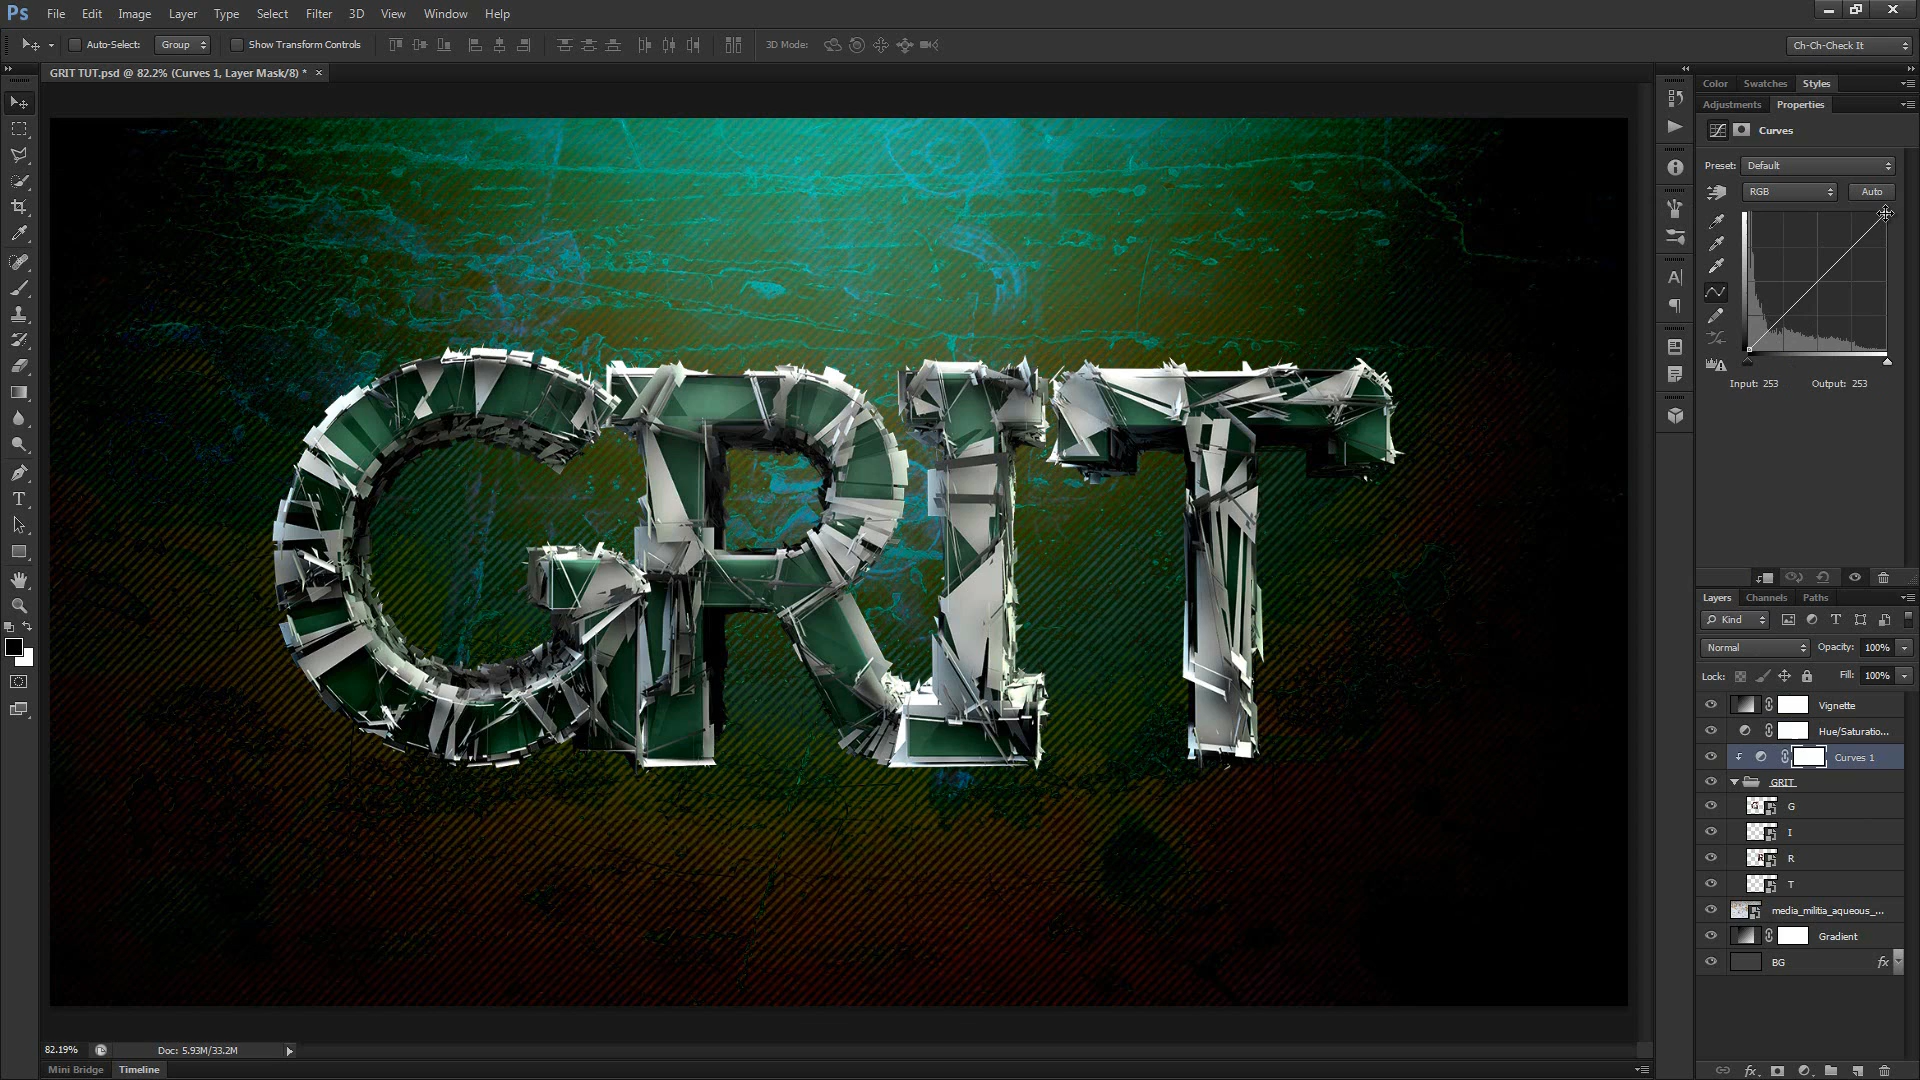 Ps File Edit Image Layer Type Select Filter 3D View Window Help
Auto-Select: Group Show Transform Controls 3D Mode: Ch-Ch-Check It
GRIT TUT.psd @ 82.2% (Curves 1, Layer Mask/8) * ×
Color Swatches Styles
Adjustments Properties
Curves
Preset: Default
RGB Auto
Input: 253 Output: 253
GRIT
Layers Channels Paths
Kind
Normal Opacity: 100%
Lock: Fill: 100%
Vignette
Hue/Saturatio...
Curves 1
GRIT
G
I
R
T
media_militia_aqueous_...
Gradient
BG fx
82.19% Doc: 5.93M/33.2M
Mini Bridge Timeline
fx